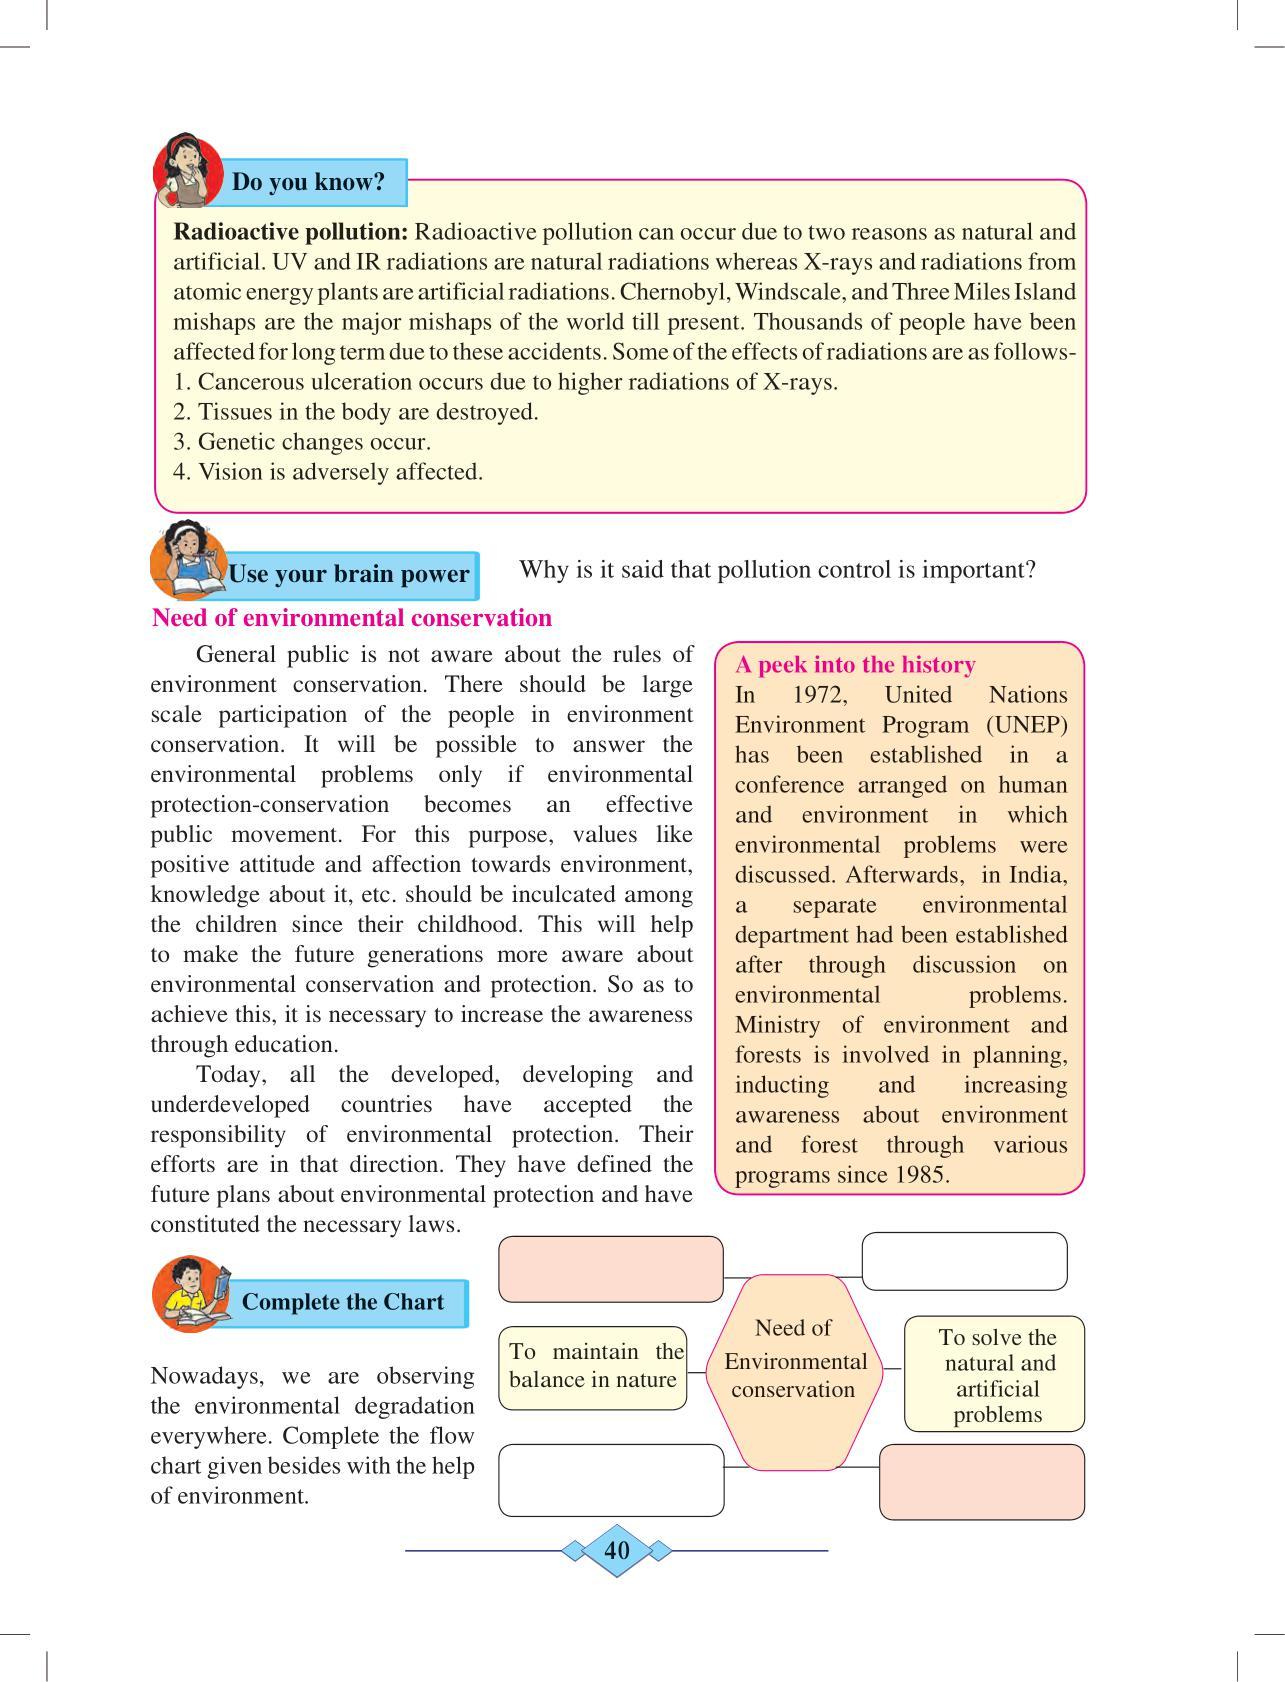 Do you know?
Radioactive pollution: Radioactive pollution can occur due to two reasons as natural and
artificial. UV and IR radiations are natural radiations whereas X-rays and radiations from
atomic energy plants are artificial radiations. Chernobyl, Windscale, and Three Miles Island
mishaps are the major mishaps of the world till present. Thousands of people have been
affected for long term due to these accidents. Some of the effects of radiations are as follows-
1. Cancerous ulceration occurs due to higher radiations of X-rays.
2. Tissues in the body are destroyed.
3. Genetic changes occur.
4. Vision is adversely affected.
Use your brain power
Why is it said that pollution control is important?
Need of environmental conservation
General public is not aware about the rules of
environment conservation. There should be large
scale participation of the people in environment
conservation. It will be possible to answer the
environmental problems only if environmental
protection-conservation becomes an effective
public movement. For this purpose, values like
positive attitude and affection towards environment,
knowledge about it, etc. should be inculcated among
the children since their childhood. This will help
to make the future generations more aware about
environmental conservation and protection. So as to
achieve this, it is necessary to increase the awareness
through education.
Today, all the developed, developing and
underdeveloped countries have accepted the
responsibility of environmental protection. Their
efforts are in that direction. They have defined the
future plans about environmental protection and have
constituted the necessary laws.
A peek into the history
In 1972, United Nations
Environment Program (UNEP)
has been established in a
conference arranged on human
and environment in which
environmental problems were
discussed. Afterwards, in India,
a separate environmental
department had been established
after through discussion on
environmental problems.
Ministry of environment and
forests is involved in planning,
inducting and increasing
awareness about environment
and forest through various
programs since 1985.
Complete the Chart
Nowadays, we are observing
the environmental degradation
everywhere. Complete the flow
chart given besides with the help
of environment.
To maintain the
balance in nature
Need of
Environmental
conservation
To solve the
natural and
artificial
problems
40